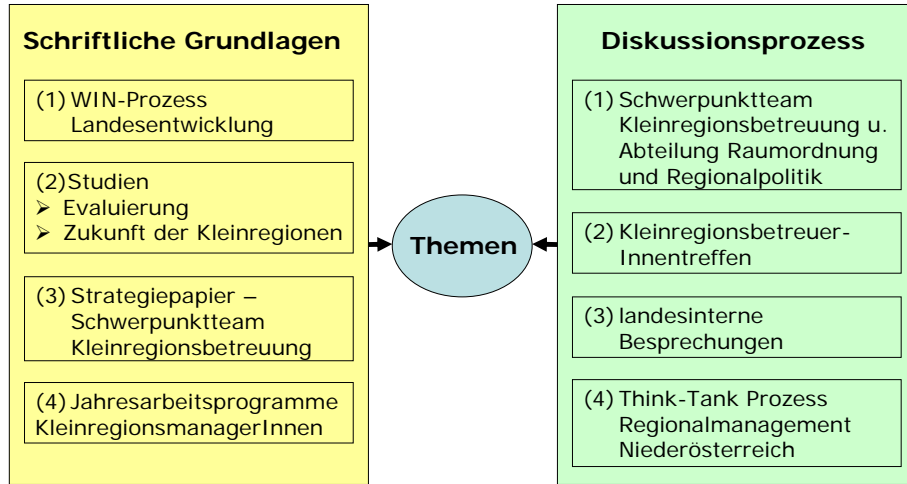 Schriftliche Grundlagen
(1) WIN-Prozess
Landesentwicklung
(2)Studien
➢ Evaluierung
➢ Zukunft der Kleinregionen
(3) Strategiepapier –
Schwerpunktteam
Kleinregionsbetreuung
(4) Jahresarbeitsprogramme
KleinregionsmanagerInnen
Themen
Diskussionsprozess
(1) Schwerpunktteam
Kleinregionsbetreuung u.
Abteilung Raumordnung
und Regionalpolitik
(2) Kleinregionsbetreuer-
Innentreffen
(3) landesinterne
Besprechungen
(4) Think-Tank Prozess
Regionalmanagement
Niederösterreich